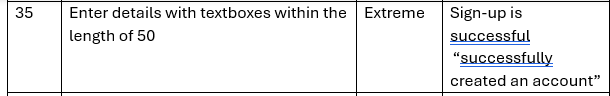 35 Enter details with textboxes within the Extreme Sign-up is
length of 50 successful
“successfully
created an account”